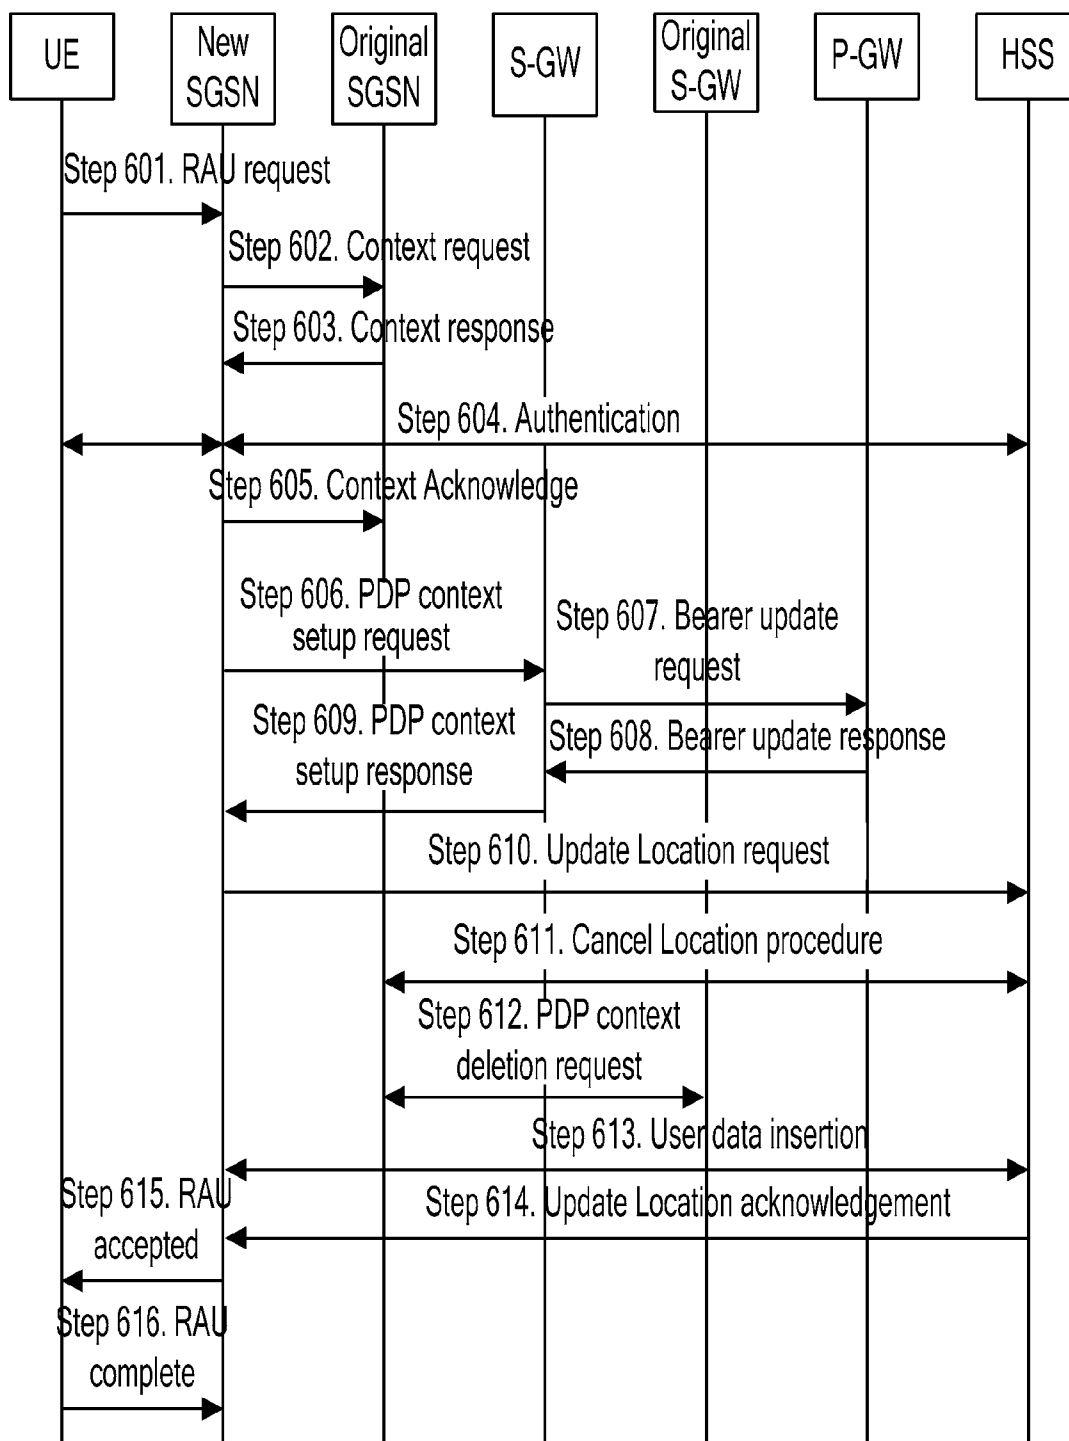 UE
New
SGSN
Original
SGSN
S-GW
Original
S-GW
P-GW
HSS
Step 601. RAU request
Step 602. Context request
Step 603. Context response
Step 604. Authentication
Step 605. Context Acknowledge
Step 606. PDP context
setup request
Step 607. Bearer update
request
Step 609. PDP context
setup response
Step 608. Bearer update response
Step 610. Update Location request
Step 611. Cancel Location procedure
Step 612. PDP context
deletion request
Step 613. User data insertion
Step 615. RAU
accepted
Step 614. Update Location acknowledgement
Step 616. RAU
complete